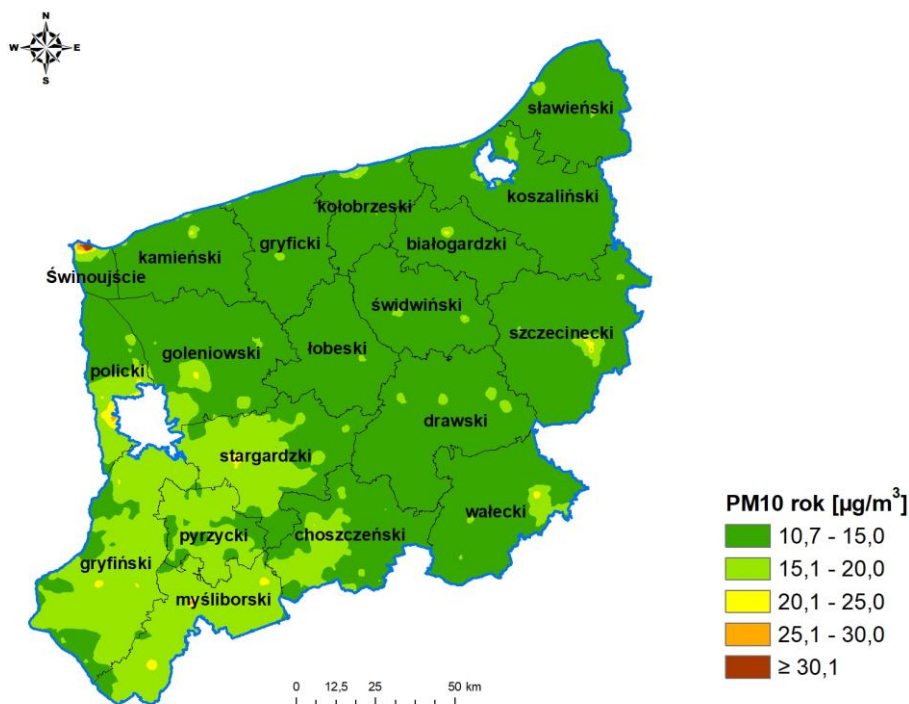 N
W E
S
sławieński
koszaliński
kołobrzeski
białogardzki
gryficki
kamieński
Świnoujście
świdwiński
szczecinecki
goleniowski
łobeski
policki
drawski
stargardzki
wałecki
pyrzycki
choszczeński
gryfiński
myśliborski
PM10 rok [µg/m³]
10,7 - 15,0
15,1 - 20,0
20,1 - 25,0
25,1 - 30,0
≥ 30,1
0 12,5 25 50 km